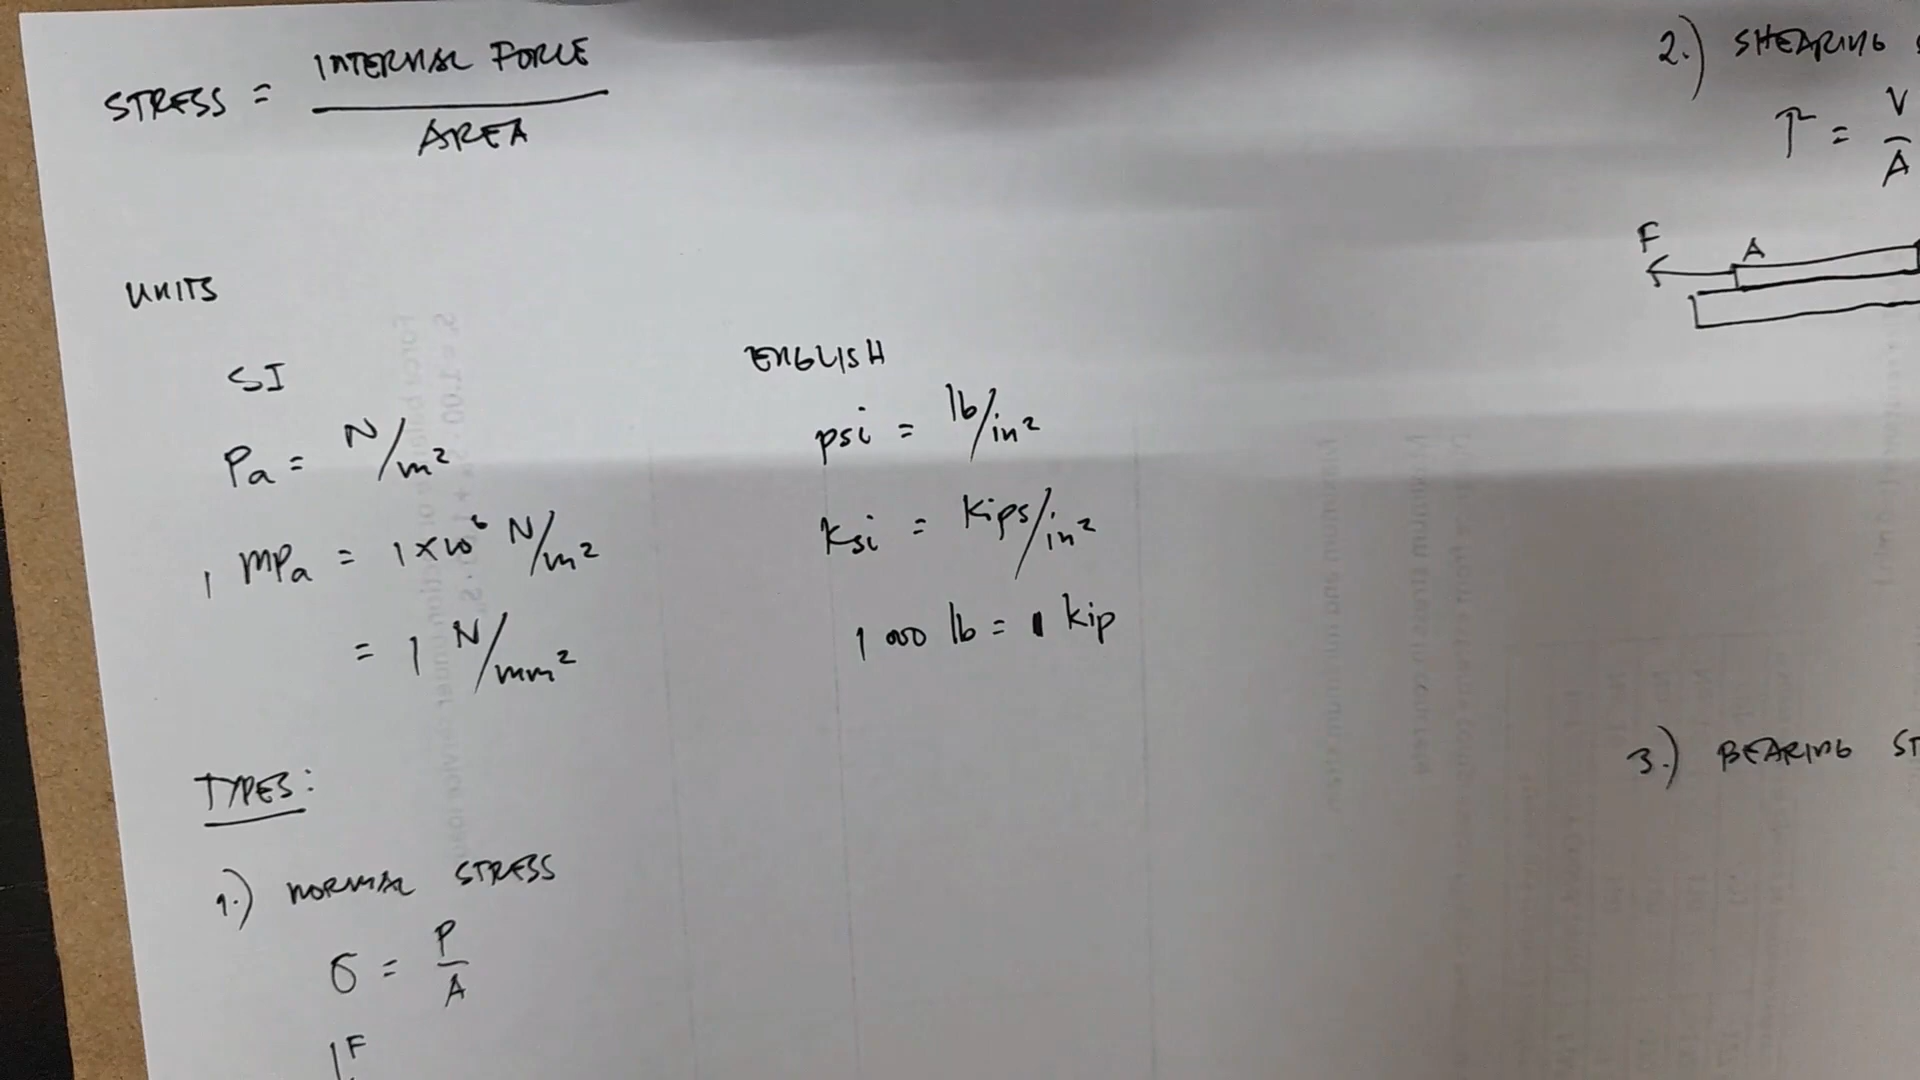 STRESS = INTERNAL FORCE / AREA
UNITS
SI
Pa = N/m²
1 MPa = 1×10⁶ N/m²
= 1 N/mm²
ENGLISH
psi = lb/in²
ksi = kips/in²
1 000 lb = 1 kip
TYPES:
1.) NORMAL STRESS
σ = P/A
F
2.) SHEARING
τ = V/A
F A
3.) BEARING ST